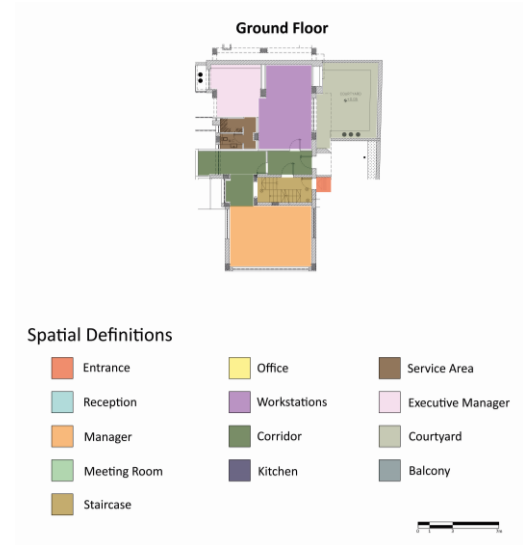 Ground Floor
Spatial Definitions
Entrance
Office
Service Area
Reception
Workstations
Executive Manager
Manager
Corridor
Courtyard
Meeting Room
Kitchen
Balcony
Staircase